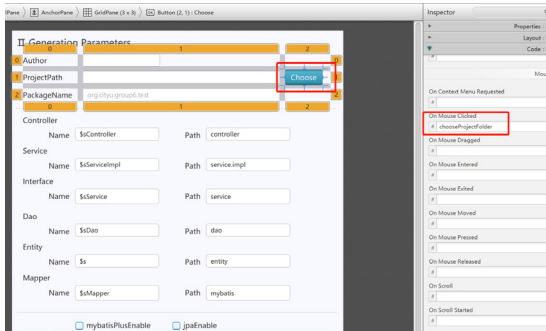 Pane AnchorPane GridPane (3 x 3) Button (2, 1) : Choose
Inspector
Properties :
Layout :
Code :
Generation Parameters
0 1 2
0 Author 0
1 ProjectPath Choose
2 PackageName org.cityu.group6.test 2
0 1 2
Controller
Name $sController Path controller
Service
Name $sServiceImpl Path service.impl
Interface
Name $sService Path service
Dao
Name $sDao Path dao
Entity
Name $s Path entity
Mapper
Name $sMapper Path mybatis
mybatisPlusEnable jpaEnable
#
Mou
On Context Menu Requested
#
On Mouse Clicked
# chooseProjectFolder
On Mouse Dragged
#
On Mouse Entered
#
On Mouse Exited
#
On Mouse Moved
#
On Mouse Pressed
#
On Mouse Released
#
On Scroll
#
On Scroll Started
#